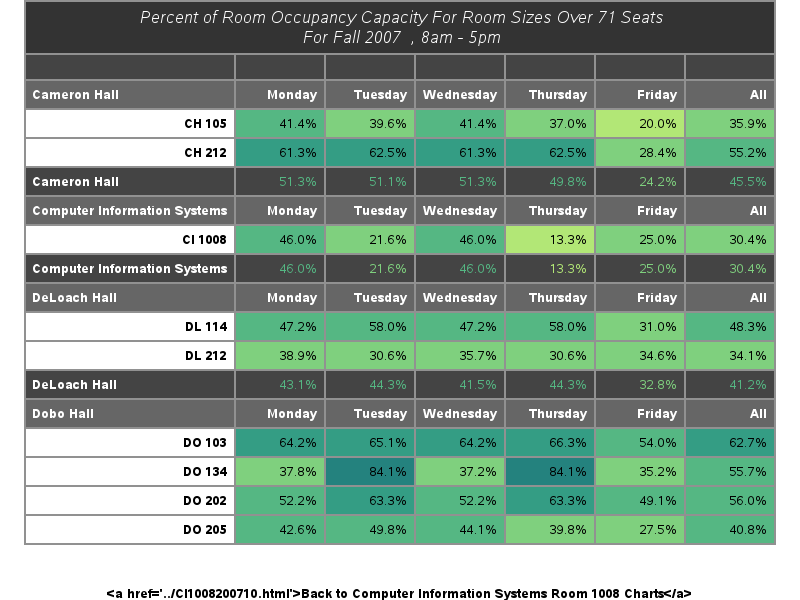 Percent of Room Occupancy Capacity For Room Sizes Over 71 Seats
For Fall 2007 , 8am - 5pm
Cameron Hall Monday Tuesday Wednesday Thursday Friday All
CH 105 41.4% 39.6% 41.4% 37.0% 20.0% 35.9%
CH 212 61.3% 62.5% 61.3% 62.5% 28.4% 55.2%
Cameron Hall 51.3% 51.1% 51.3% 49.8% 24.2% 45.5%
Computer Information Systems Monday Tuesday Wednesday Thursday Friday All
CI 1008 46.0% 21.6% 46.0% 13.3% 25.0% 30.4%
Computer Information Systems 46.0% 21.6% 46.0% 13.3% 25.0% 30.4%
DeLoach Hall Monday Tuesday Wednesday Thursday Friday All
DL 114 47.2% 58.0% 47.2% 58.0% 31.0% 48.3%
DL 212 38.9% 30.6% 35.7% 30.6% 34.6% 34.1%
DeLoach Hall 43.1% 44.3% 41.5% 44.3% 32.8% 41.2%
Dobo Hall Monday Tuesday Wednesday Thursday Friday All
DO 103 64.2% 65.1% 64.2% 66.3% 54.0% 62.7%
DO 134 37.8% 84.1% 37.2% 84.1% 35.2% 55.7%
DO 202 52.2% 63.3% 52.2% 63.3% 49.1% 56.0%
DO 205 42.6% 49.8% 44.1% 39.8% 27.5% 40.8%
&lt;a href='../CI1008200710.html'&gt;Back to Computer Information Systems Room 1008 Charts&lt;/a&gt;